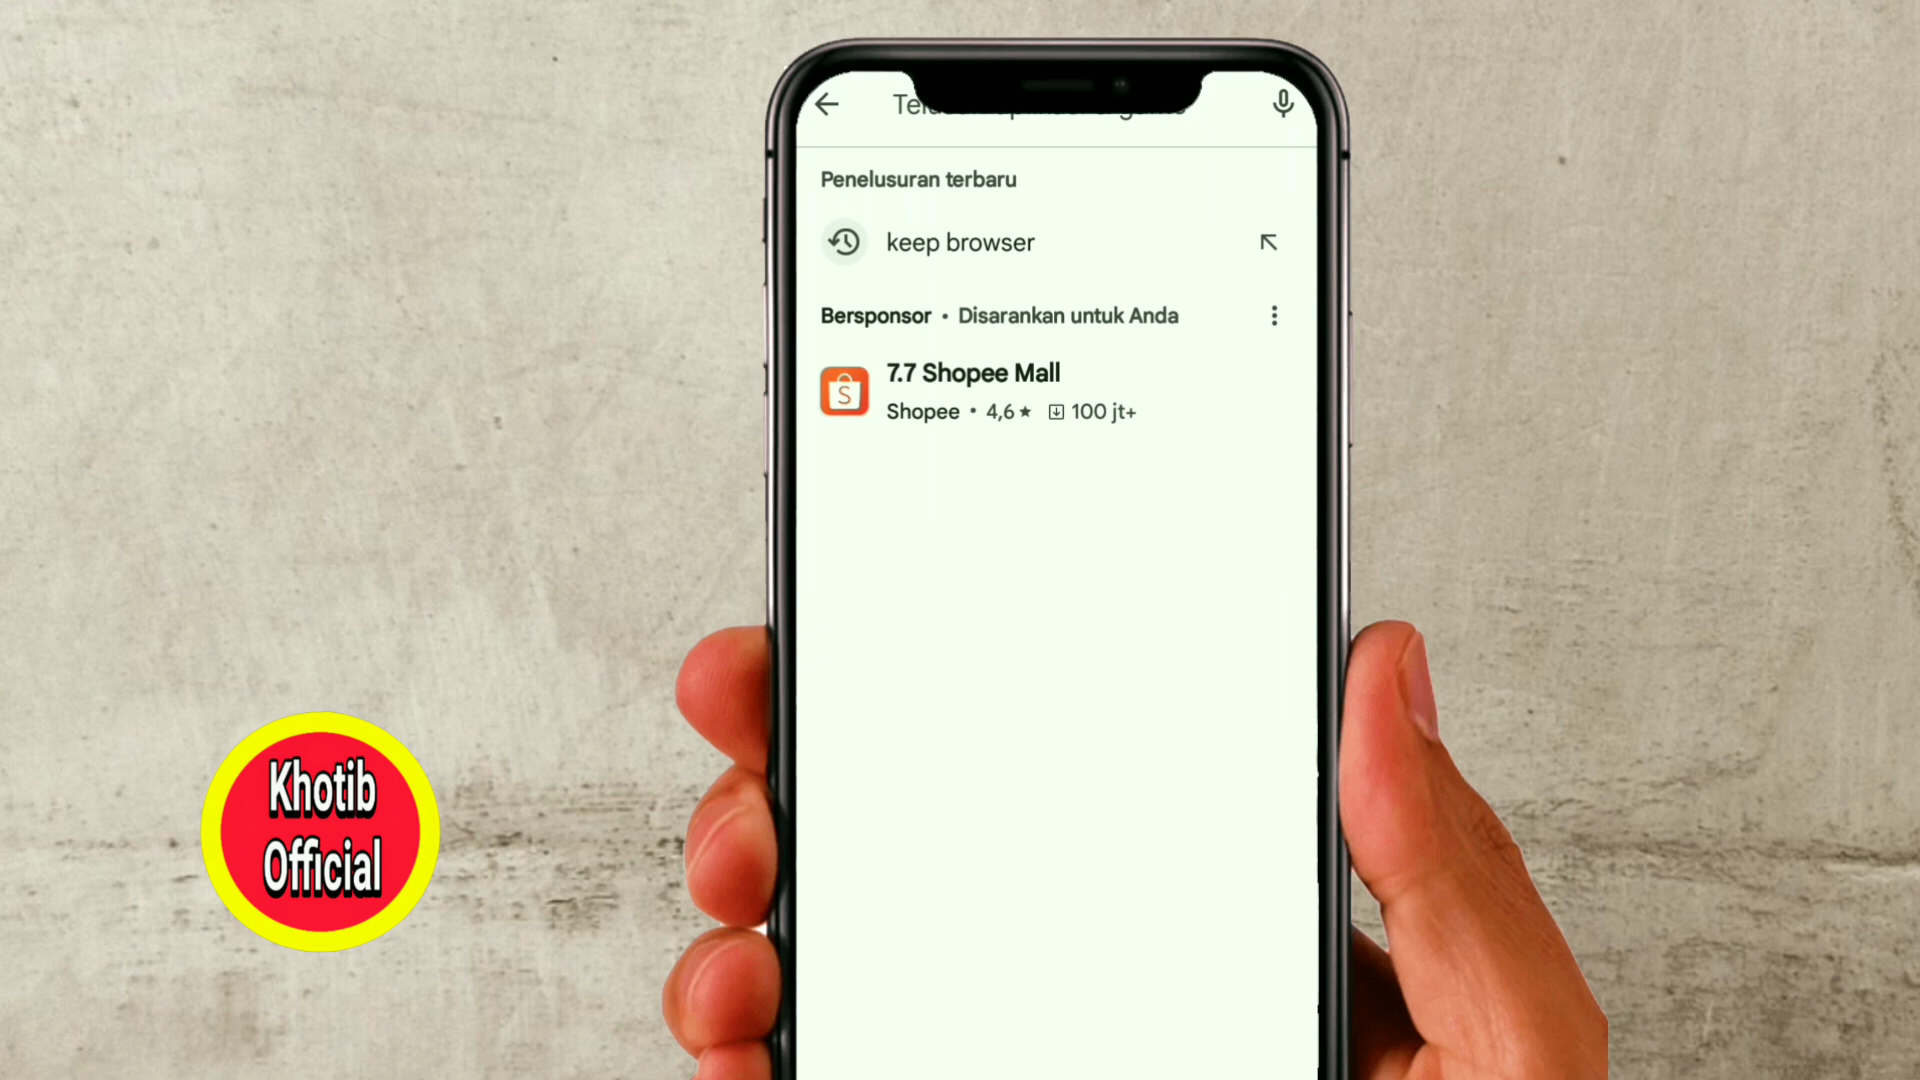 Penelusuran terbaru
keep browser
Bersponsor • Disarankan untuk Anda
7.7 Shopee Mall
Shopee • 4,6★ 100 jt+
Khotib
Official